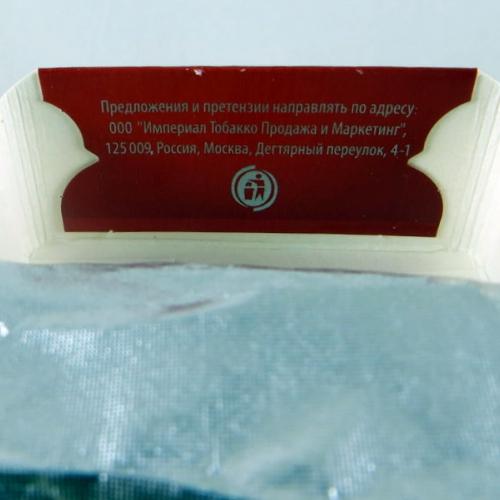 Предложения и претензии направлять по адресу:
ООО "Империал Тобакко Продажа и Маркетинг",
125 009, Россия, Москва, Дегтярный переулок, 4-1